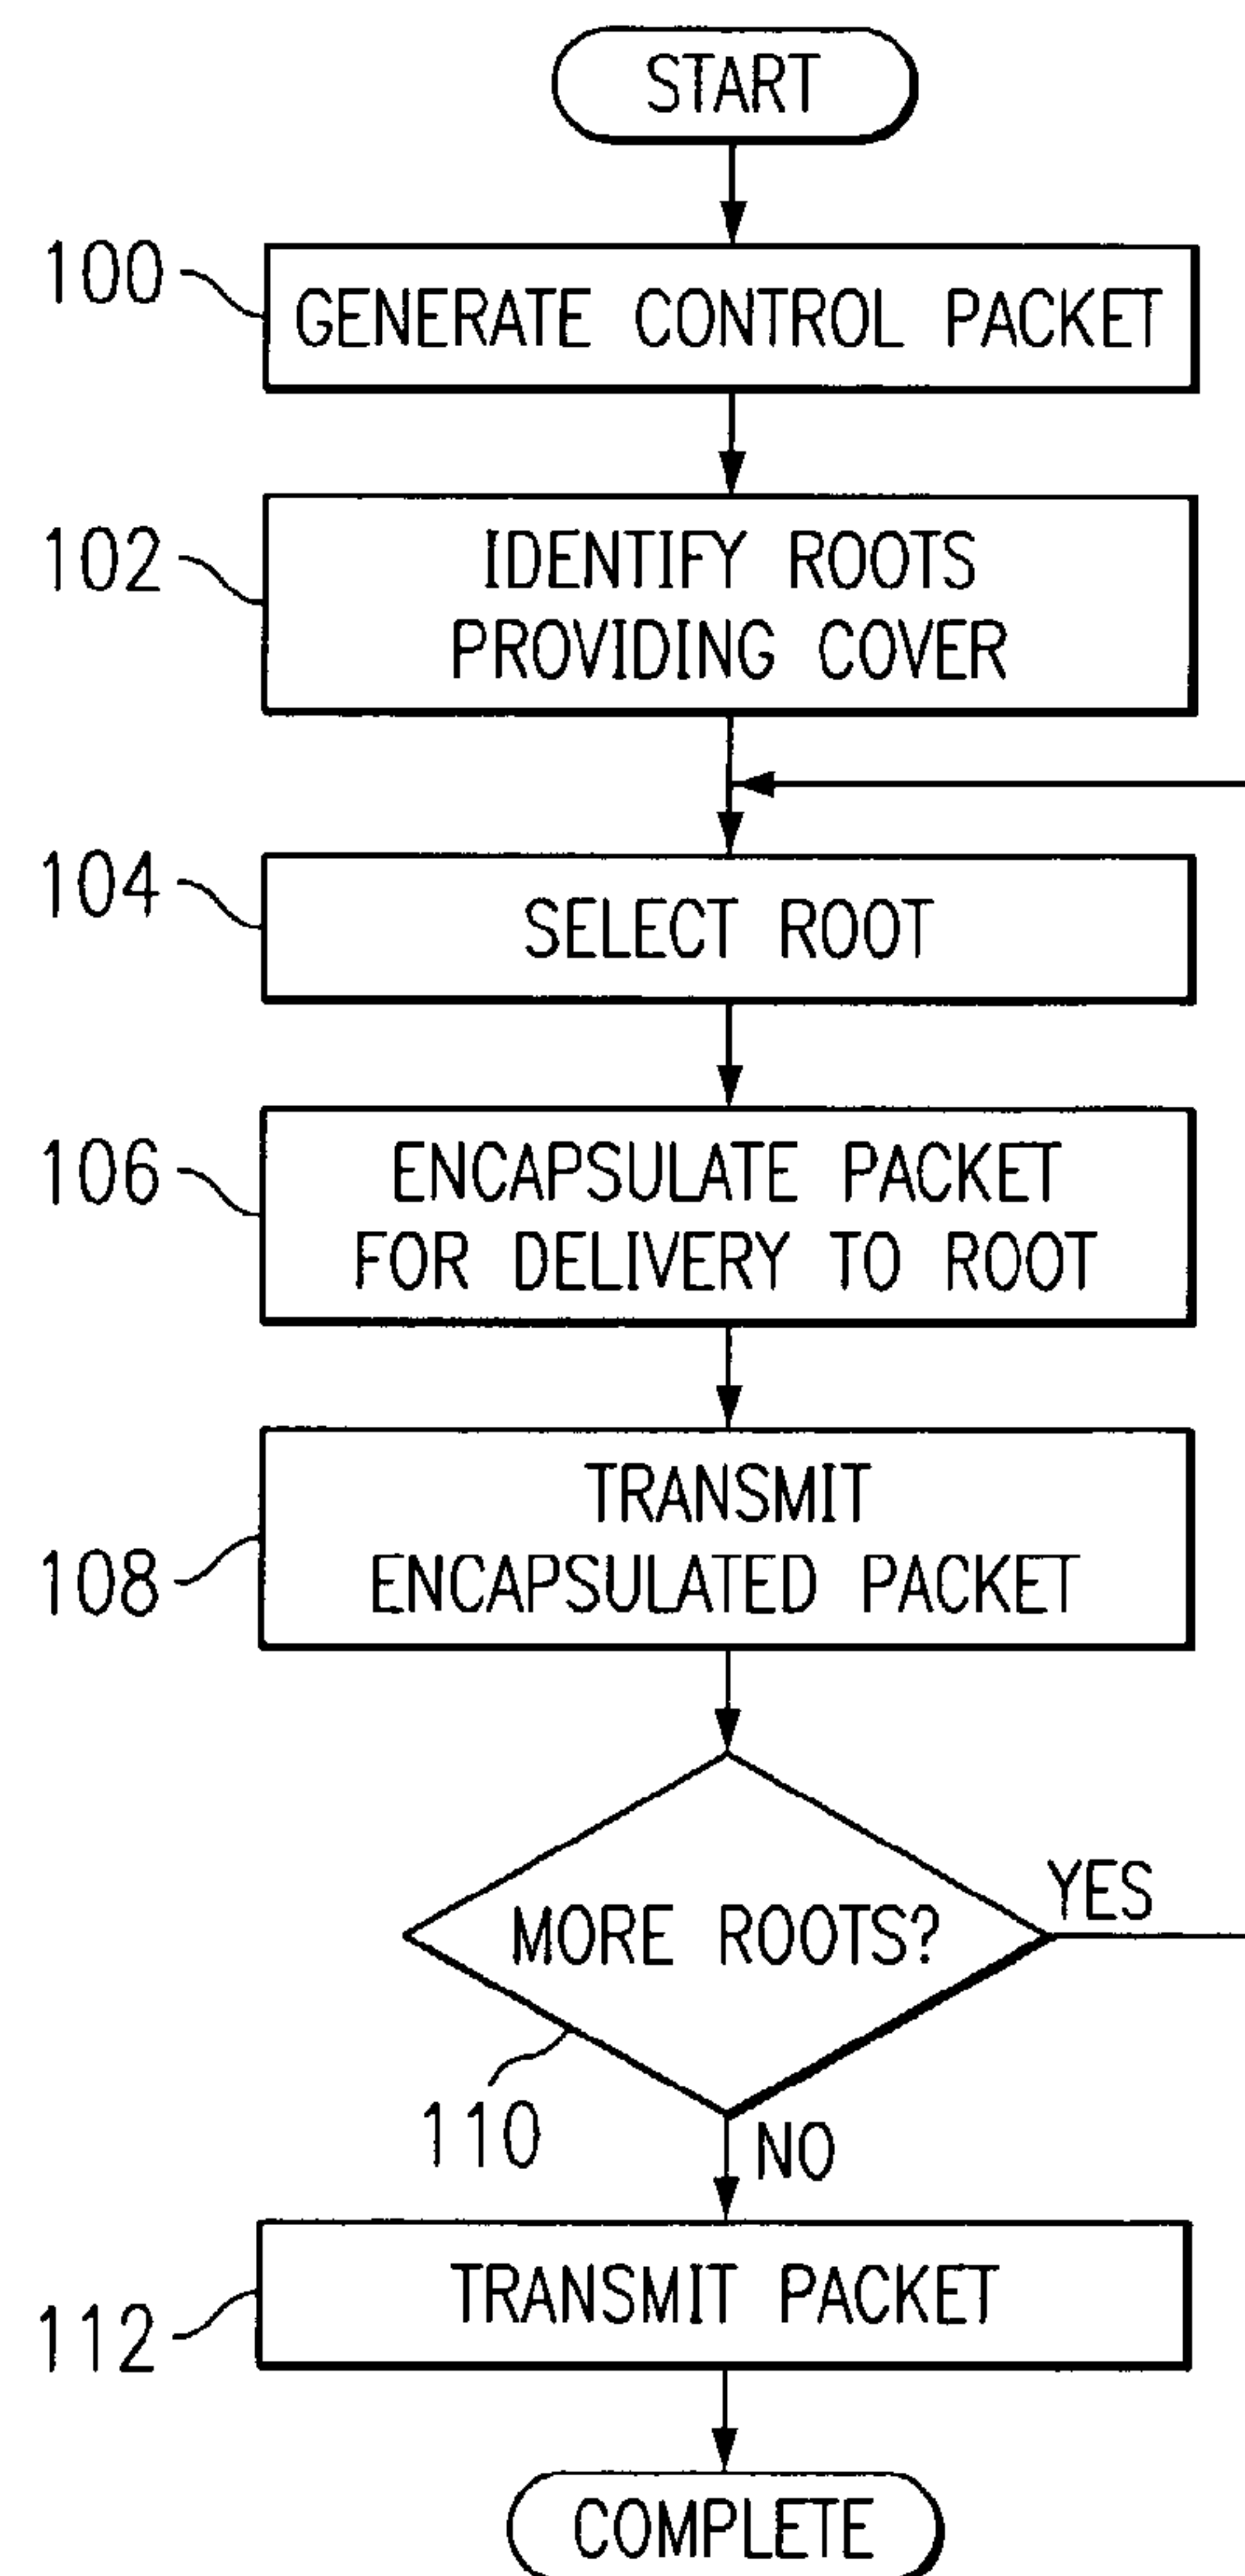 START
100
GENERATE CONTROL PACKET
102
IDENTIFY ROOTS
PROVIDING COVER
104
SELECT ROOT
106
ENCAPSULATE PACKET
FOR DELIVERY TO ROOT
108
TRANSMIT
ENCAPSULATED PACKET
MORE ROOTS?
YES
110
NO
112
TRANSMIT PACKET
COMPLETE